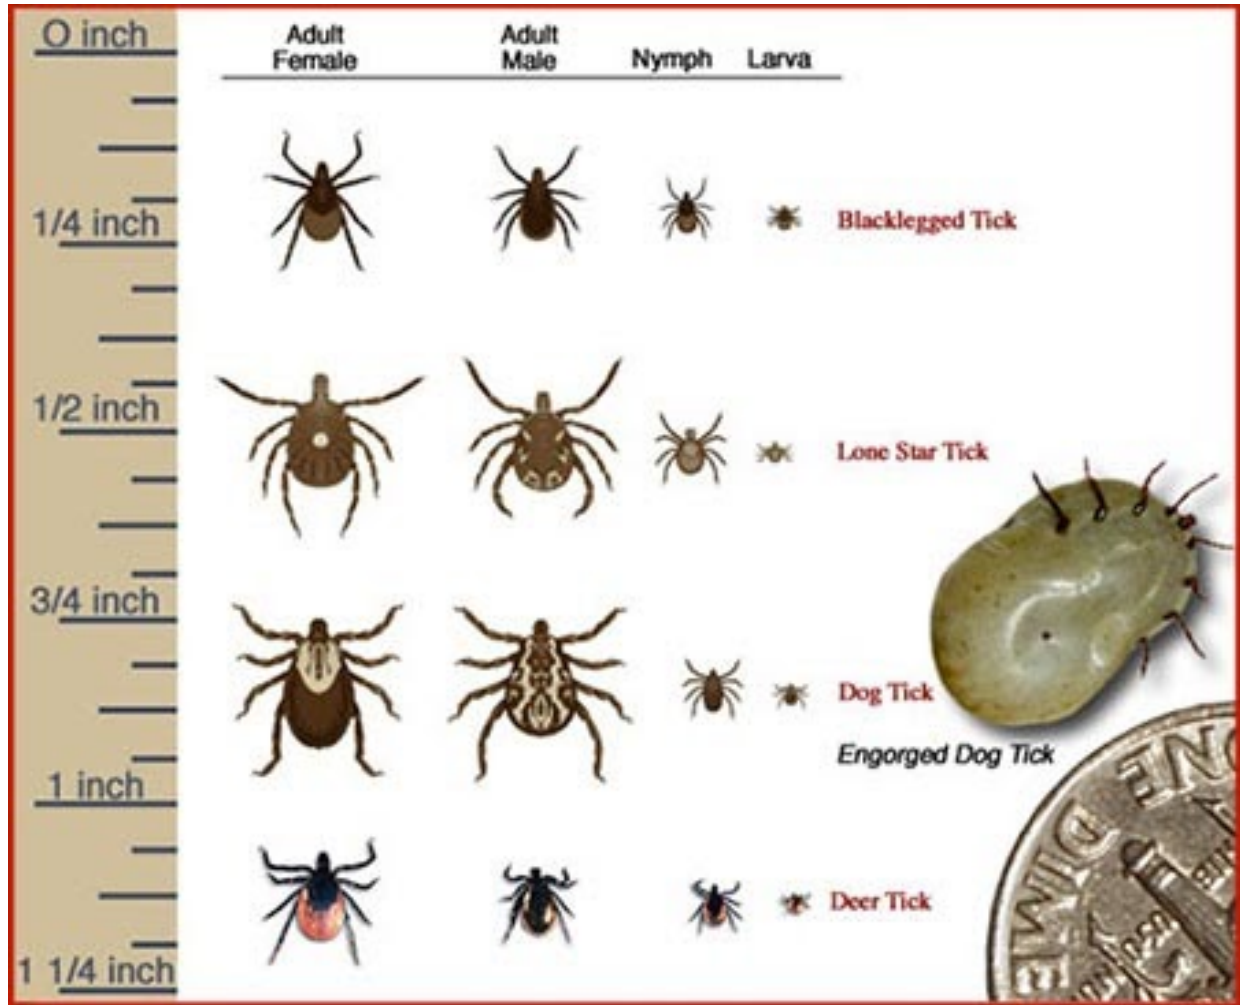 O inch
1/4 inch
1/2 inch
3/4 inch
1 inch
1 1/4 inch
Adult
Female
Adult
Male
Nymph
Larva
Blacklegged Tick
Lone Star Tick
Dog Tick
Engorged Dog Tick
Deer Tick
ONE DIME